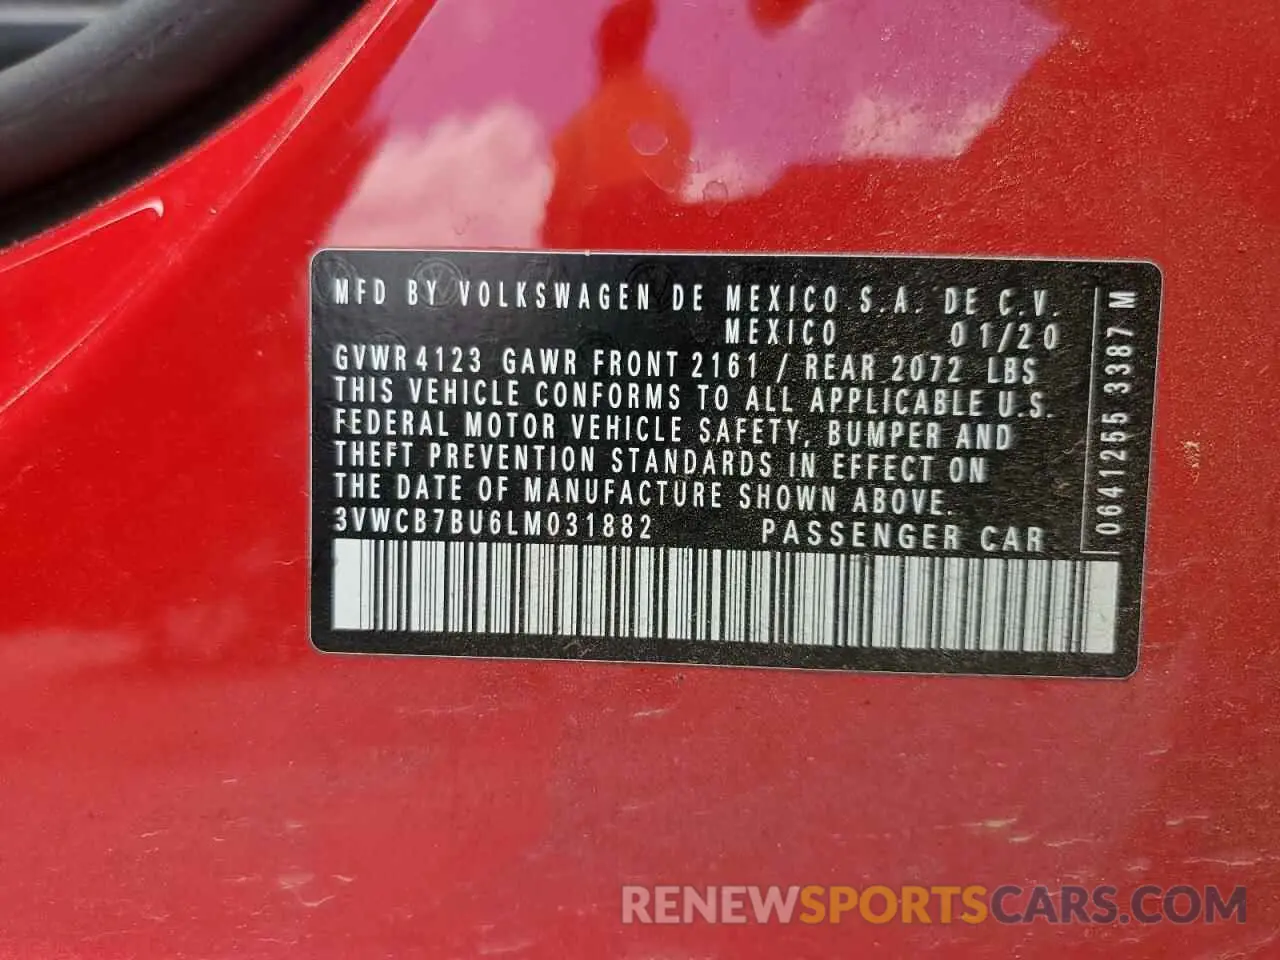 MFD BY VOLKSWAGEN DE MEXICO S.A. DE C.V.
MEXICO 01/20
GVWR 4123 GAWR FRONT 2161 / REAR 2072 LBS
THIS VEHICLE CONFORMS TO ALL APPLICABLE U.S.
FEDERAL MOTOR VEHICLE SAFETY, BUMPER AND
THEFT PREVENTION STANDARDS IN EFFECT ON
THE DATE OF MANUFACTURE SHOWN ABOVE.
3VWCB7BU6LM031882 PASSENGER CAR
0641255 3387 M
RENEWSPORTSCARS.COM